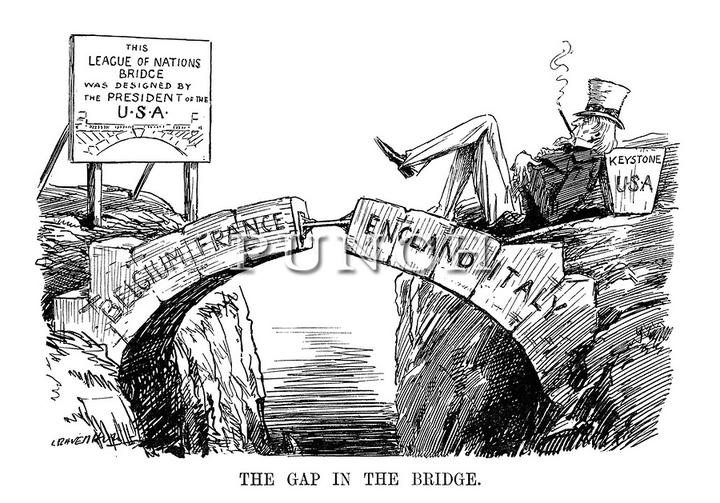 THIS
LEAGUE OF NATIONS
BRIDGE
WAS DESIGNED BY
THE PRESIDENT OF THE
U.S.A.
KEYSTONE
USA
BELGIUM FRANCE
ENGLAND ITALY
PUNCH
THE GAP IN THE BRIDGE.